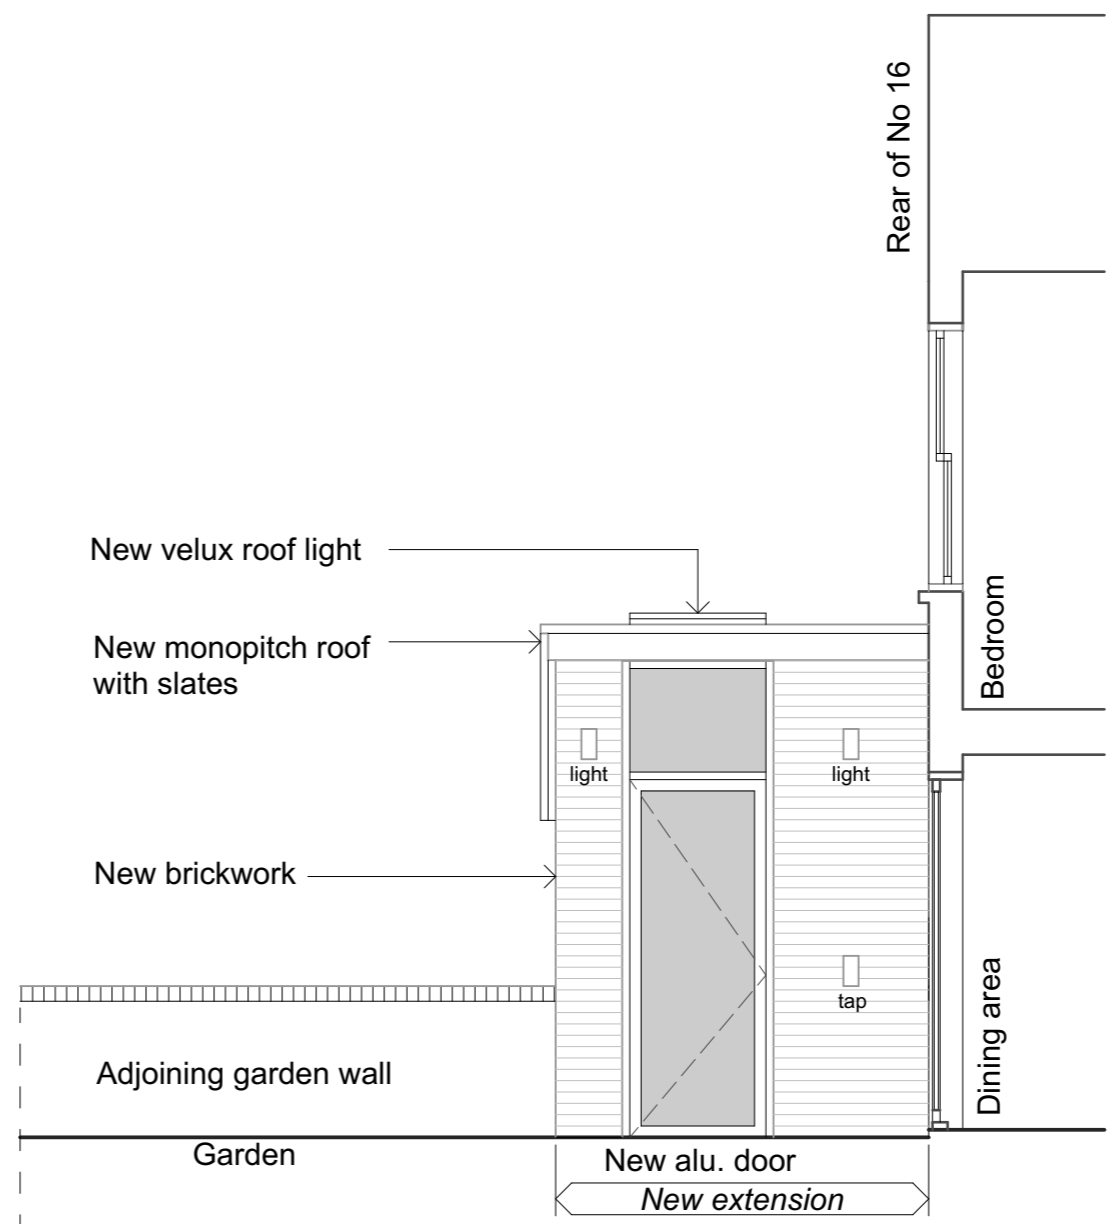 Rear of No 16
New velux roof light
New monopitch roof
with slates
Bedroom
light
light
New brickwork
tap
Dining area
Adjoining garden wall
Garden
New alu. door
New extension